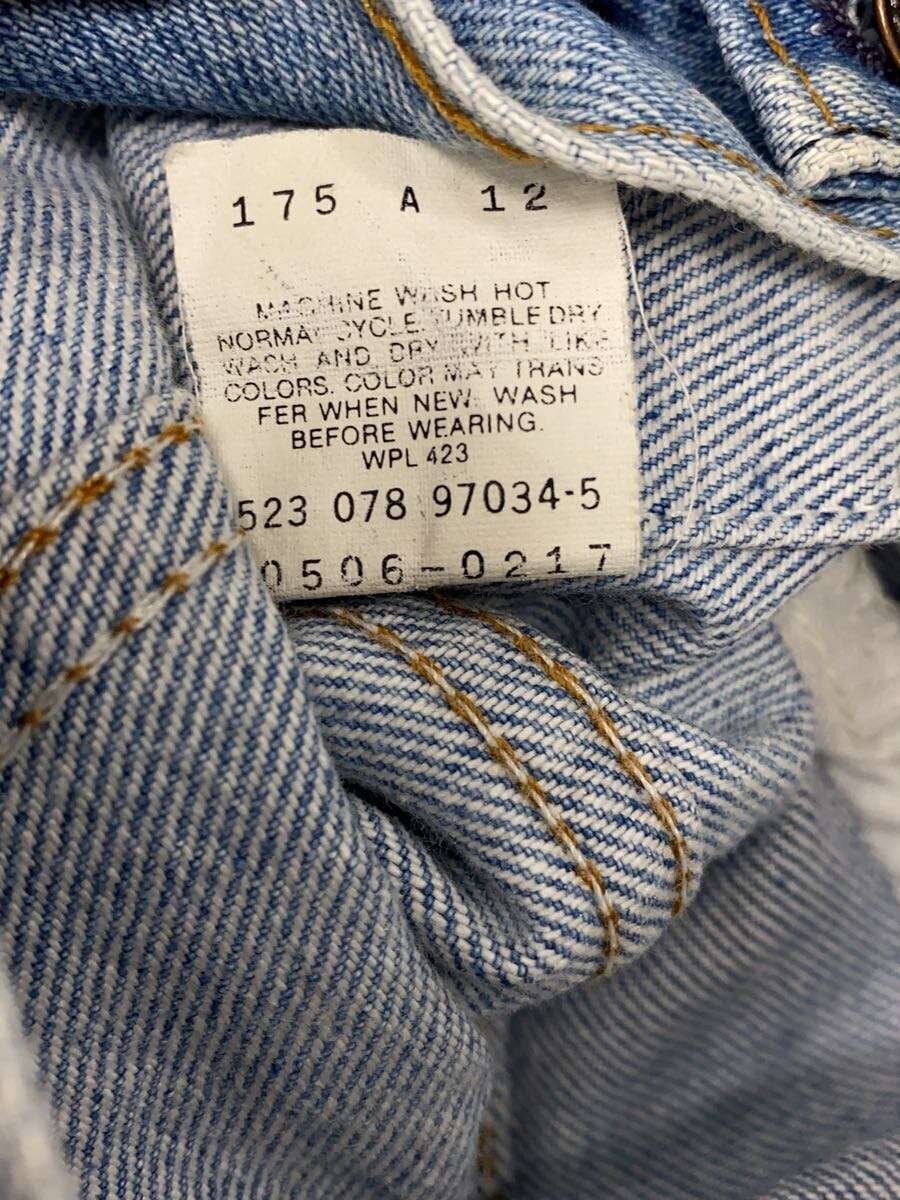 175 A 12
MACHINE WASH HOT
NORMAL CYCLE. TUMBLE DRY
WASH AND DRY WITH LIKE
COLORS. COLOR MAY TRANS
FER WHEN NEW. WASH
BEFORE WEARING.
WPL 423
523 078 97034-5
0506-0217